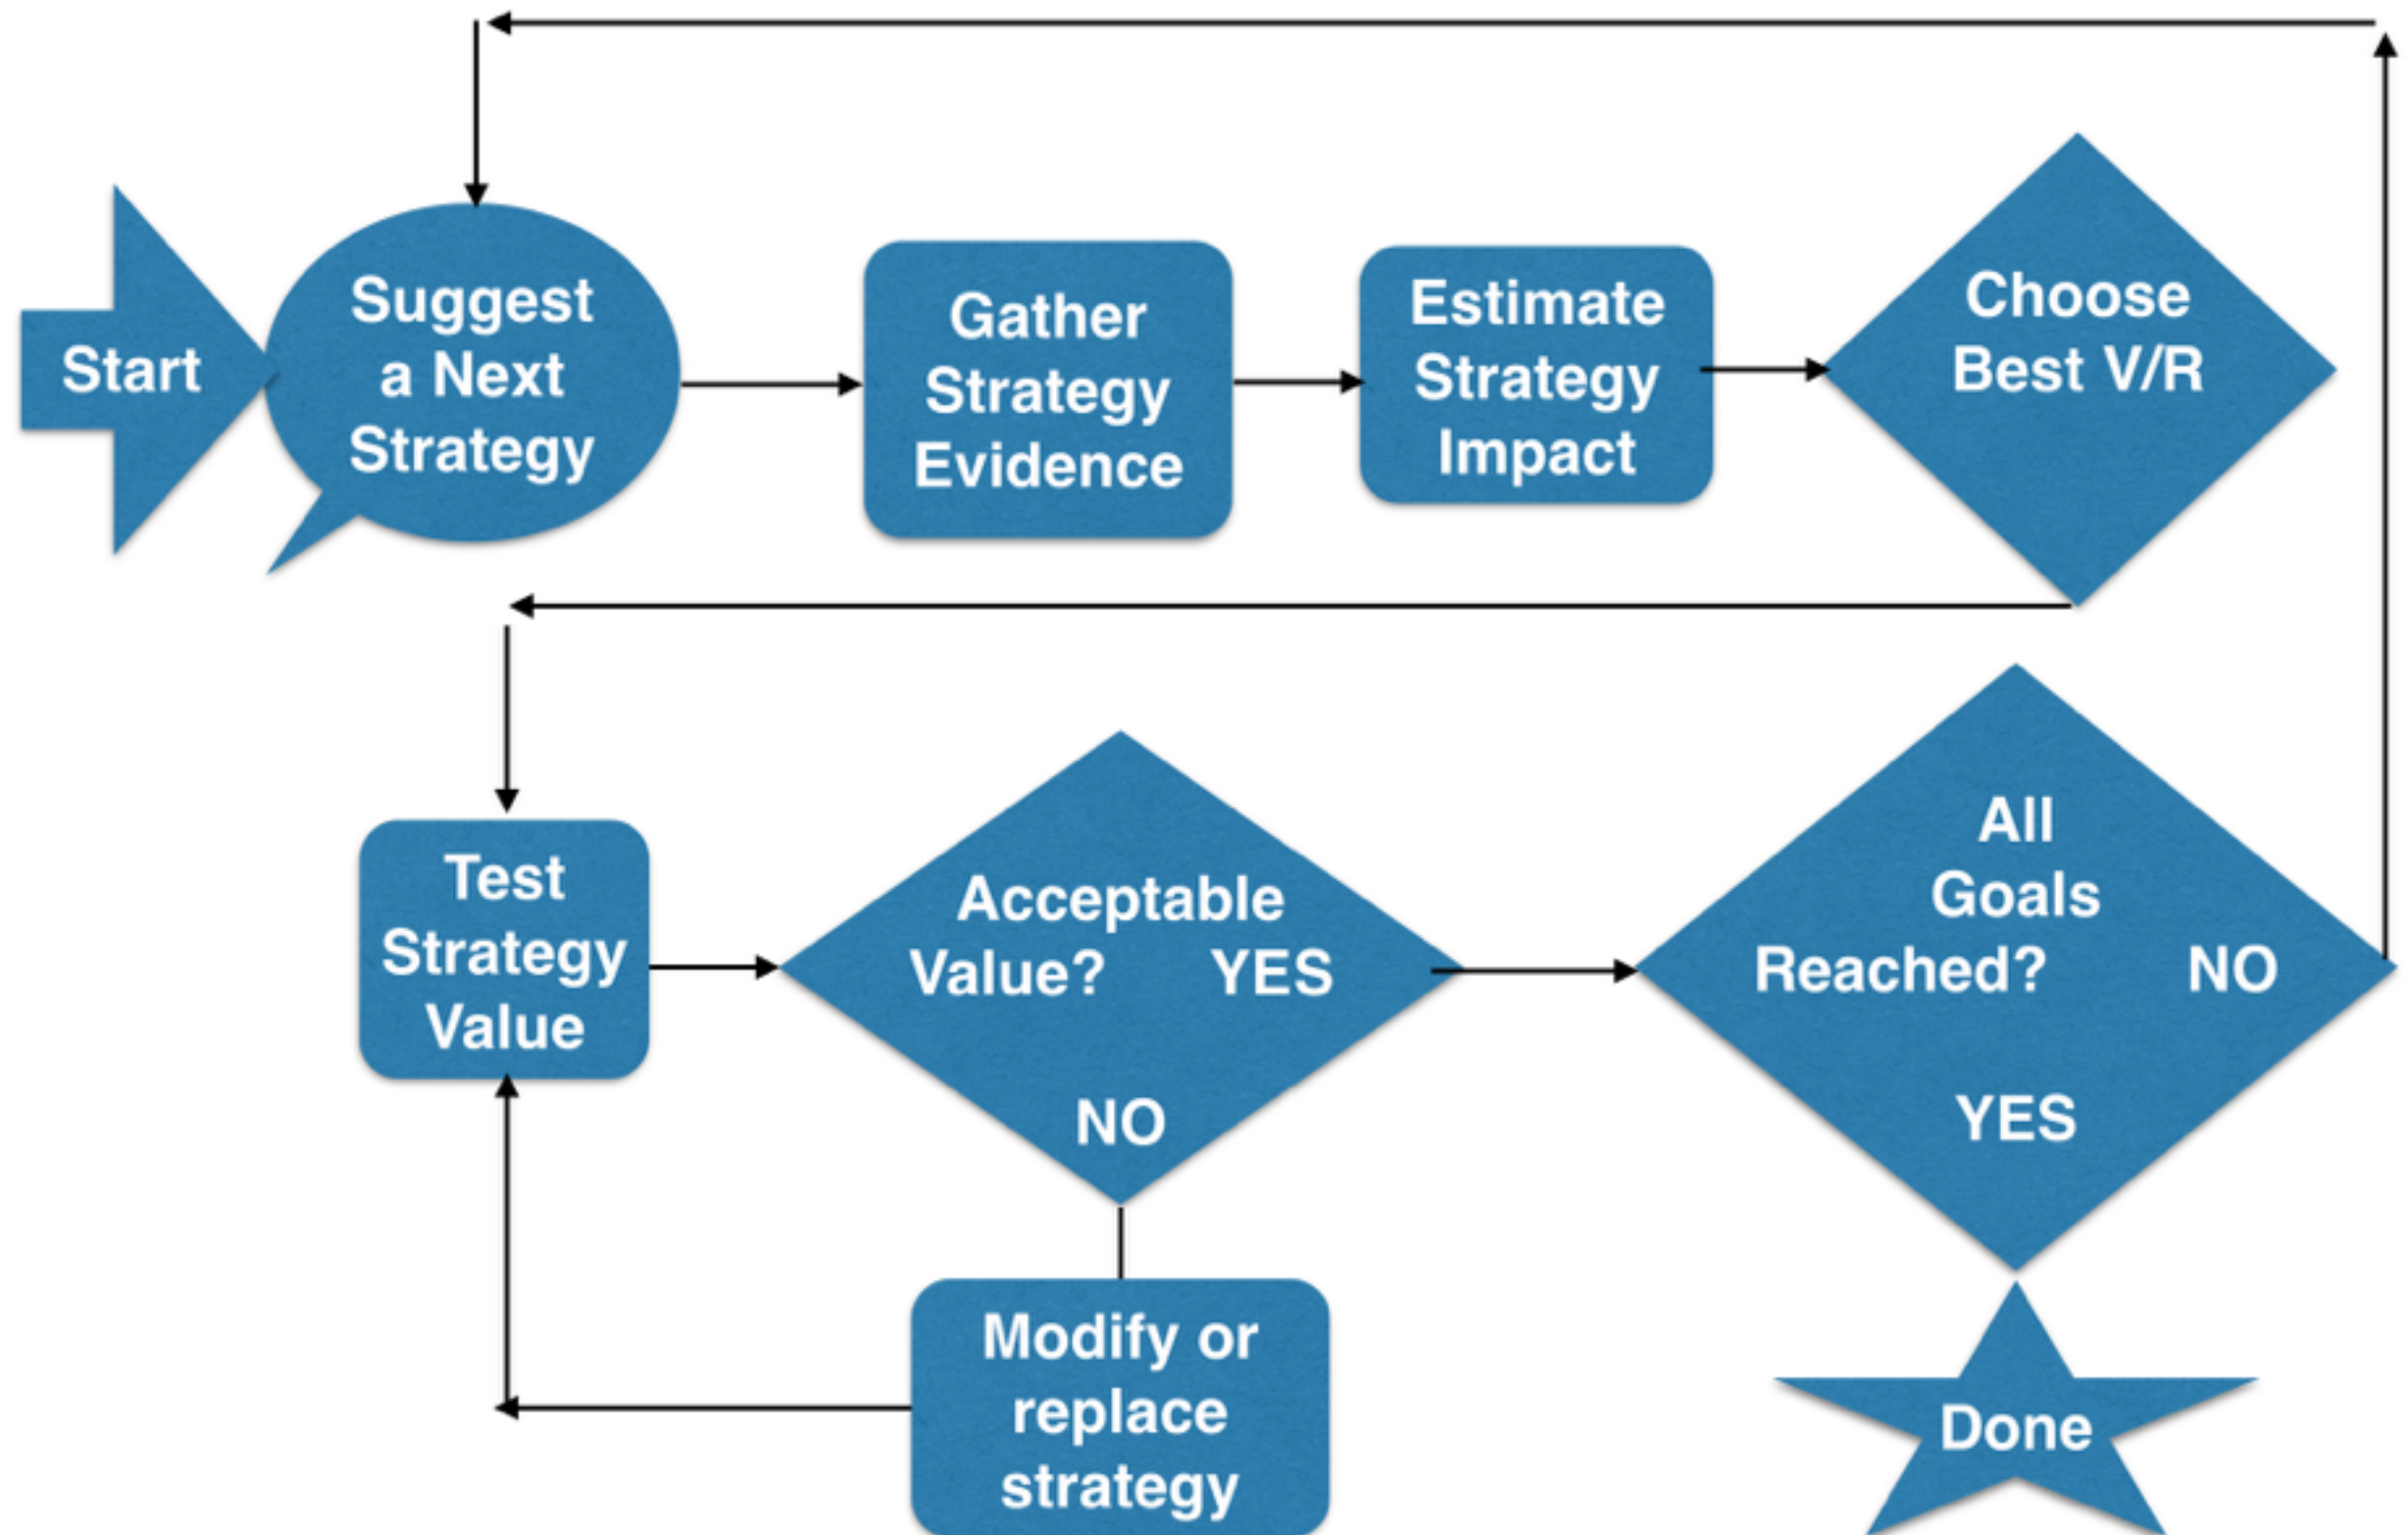 Start
Suggest
a Next
Strategy
Gather
Strategy
Evidence
Estimate
Strategy
Impact
Choose
Best V/R
Test
Strategy
Value
Acceptable
Value? YES
NO
All
Goals
Reached? NO
YES
Modify or
replace
strategy
Done